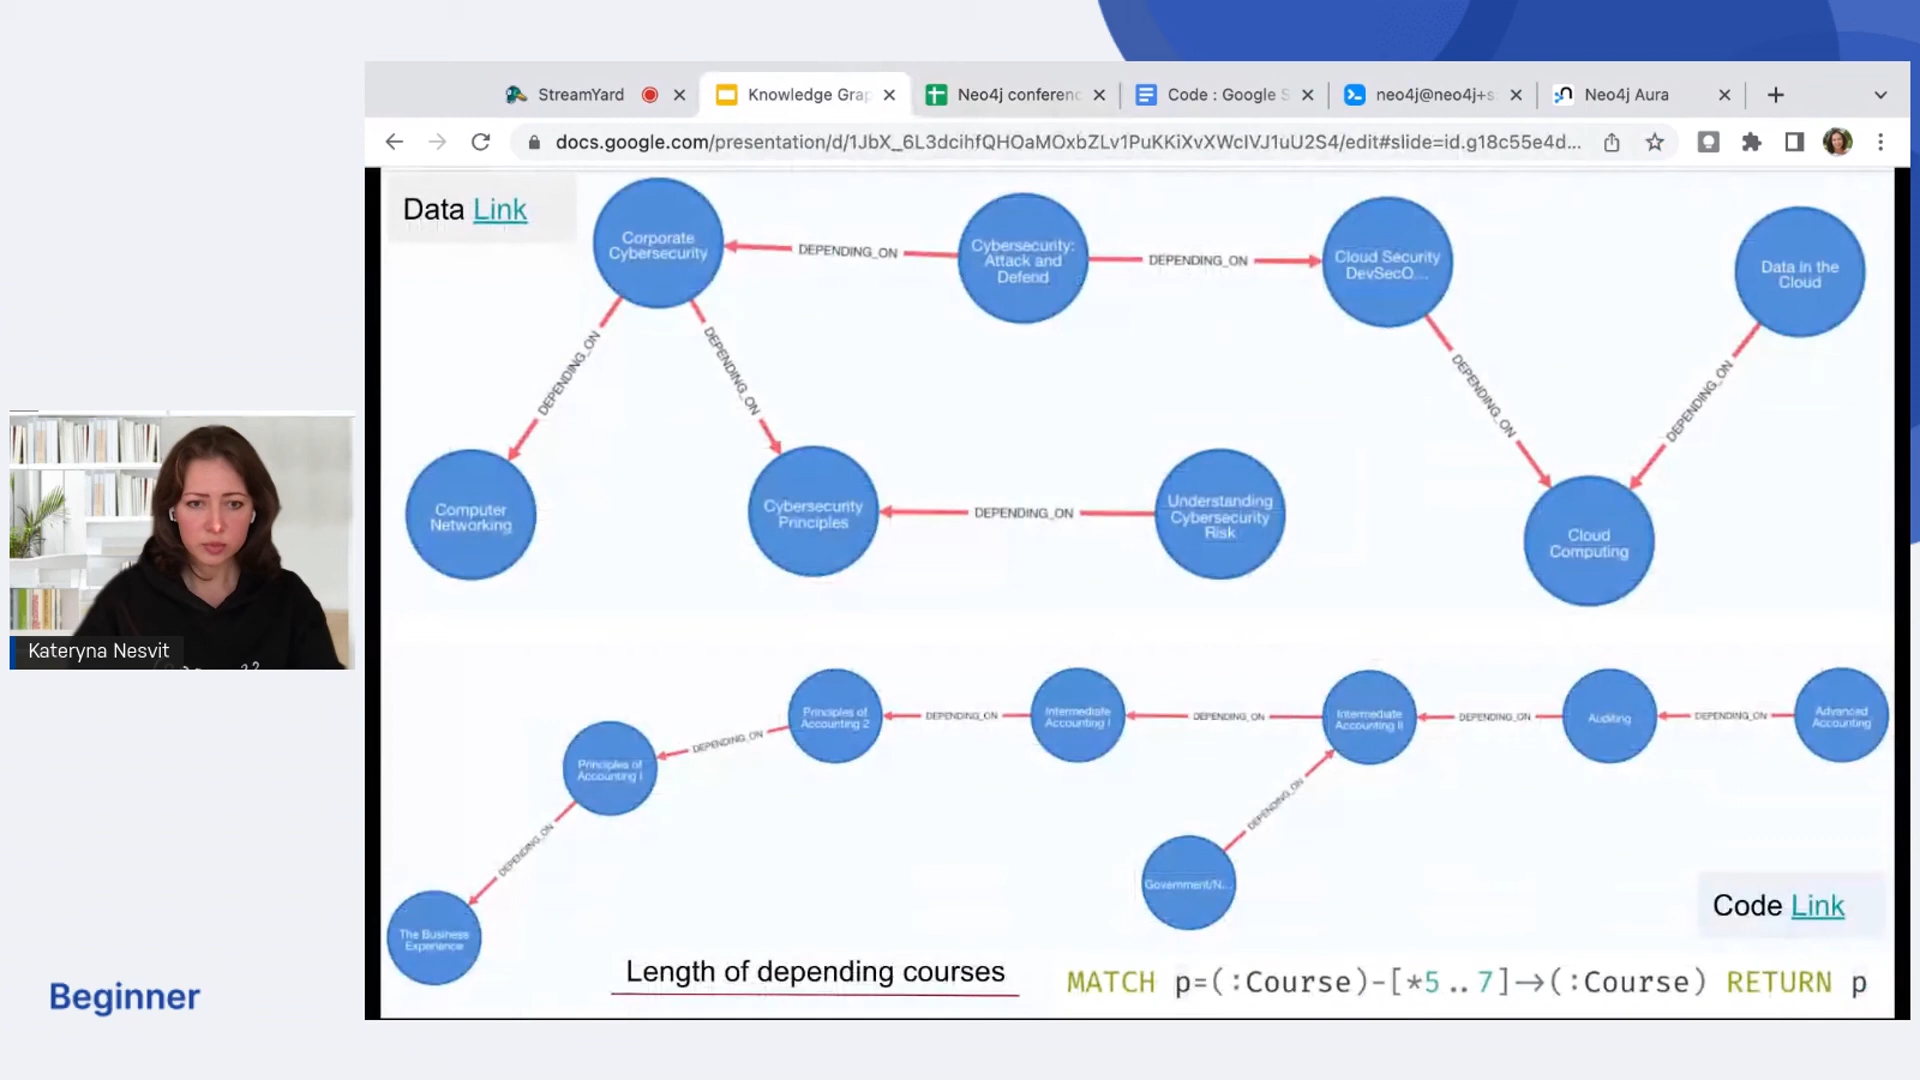 StreamYard
Knowledge Gra
Neo4j conferenc
Code : Google S
neo4j@neo4j+s
Neo4j Aura
docs.google.com/presentation/d/1JbX_6L3dcihfQHOaMOxbZLv1PuKKiXvXWcIVJ1uU2S4/edit#slide=id.g18c55e4d...
Data Link
Corporate
Cybersecurity
DEPENDING_ON
Cybersecurity:
Attack and
Defend
DEPENDING_ON
Cloud Security
DevSecO...
Data in the
Cloud
DEPENDING_ON
DEPENDING_ON
DEPENDING_ON
DEPENDING_ON
Computer
Networking
Cybersecurity
Principles
DEPENDING_ON
Understanding
Cybersecurity
Risk
Cloud
Computing
Kateryna Nesvit
Principles of
Accounting 2
DEPENDING_ON
Intermediate
Accounting I
DEPENDING_ON
Intermediate
Accounting II
DEPENDING_ON
Auditing
DEPENDING_ON
Advanced
Accounting
DEPENDING_ON
Principles of
Accounting I
DEPENDING_ON
DEPENDING_ON
Government/N...
The Business
Experience
Code Link
Length of depending courses
MATCH p=(:Course)-[*5..7]→(:Course) RETURN p
Beginner